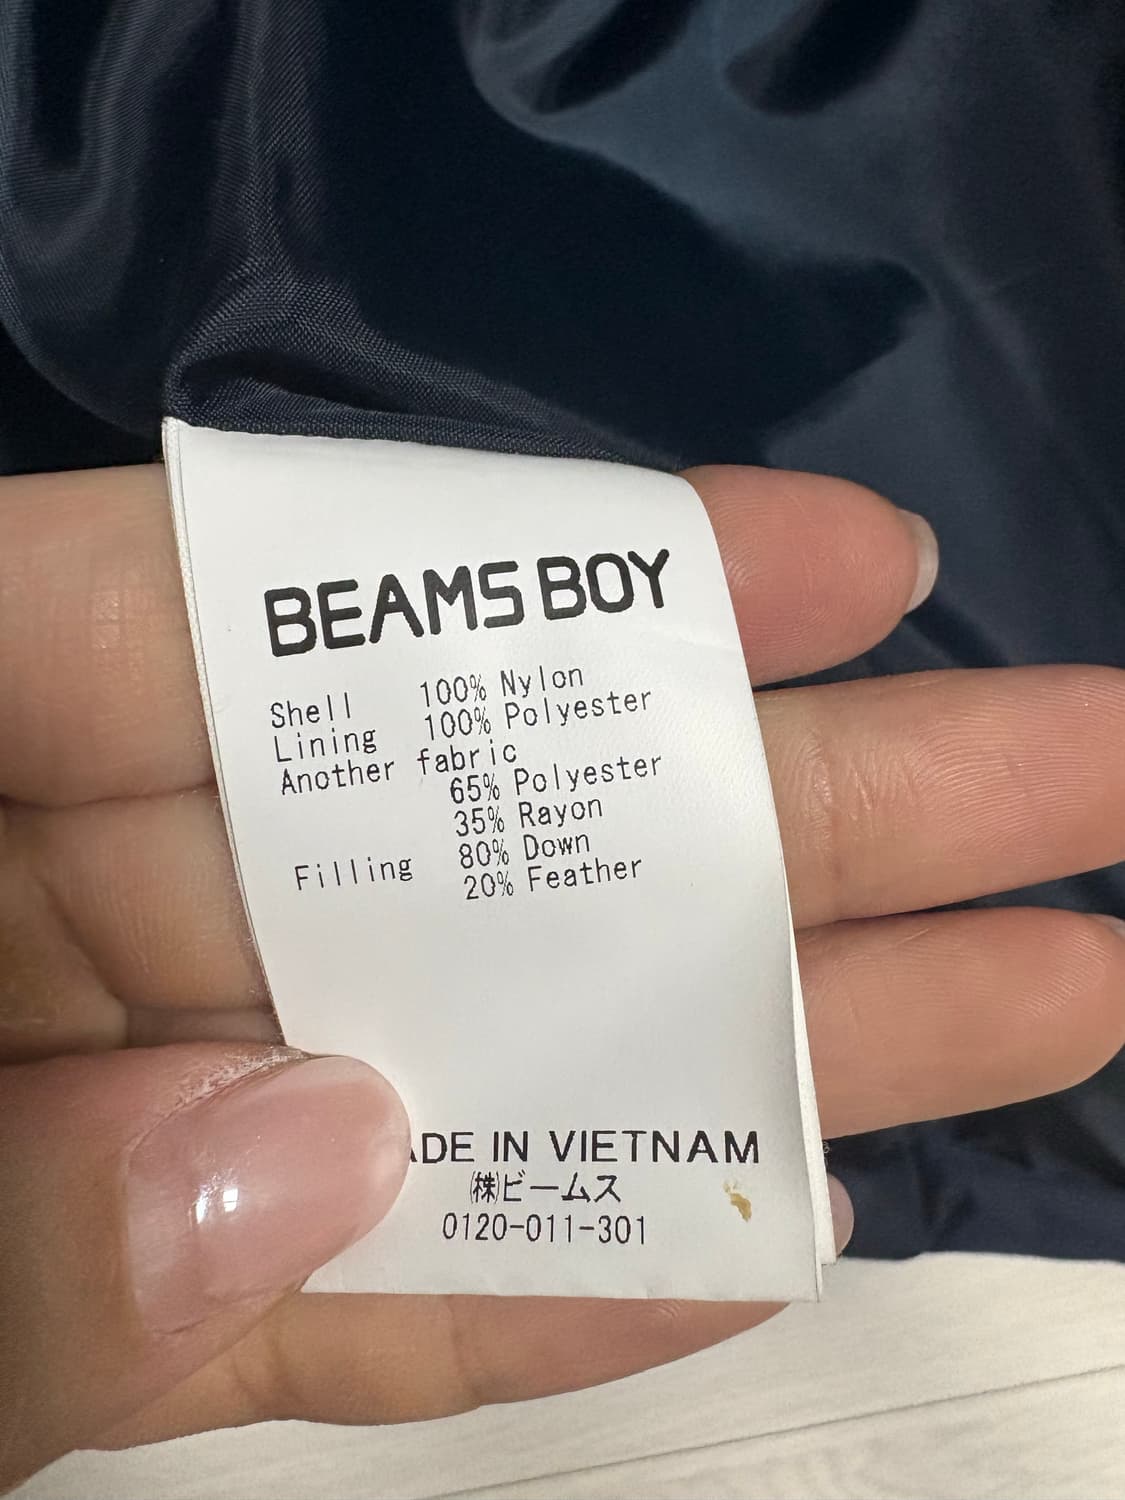 BEAMS BOY
Shell 100% Nylon
Lining 100% Polyester
Another fabric
65% Polyester
35% Rayon
Filling 80% Down
20% Feather
ADE IN VIETNAM
㈱ビームス
0120-011-301